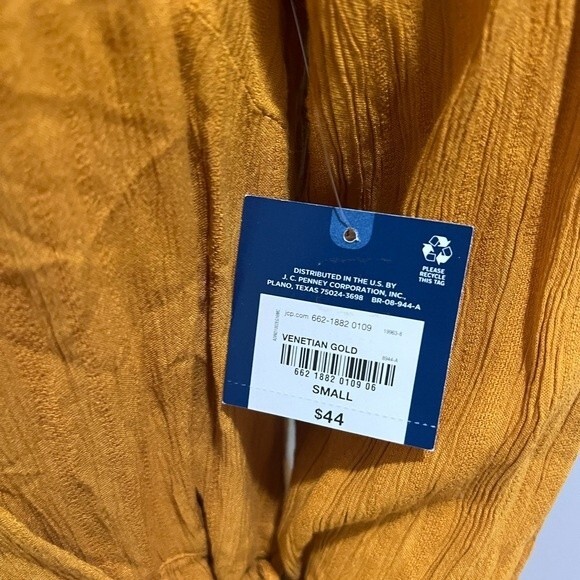 DISTRIBUTED IN THE U.S. BY
J. C. PENNEY CORPORATION, INC.,
PLANO, TEXAS 75024-3698 BR-08-944-A
PLEASE
RECYCLE
THIS TAG
jcp.com 662-1882 0109
VENETIAN GOLD
9344-A
662 1882 0109 06
SMALL
$44